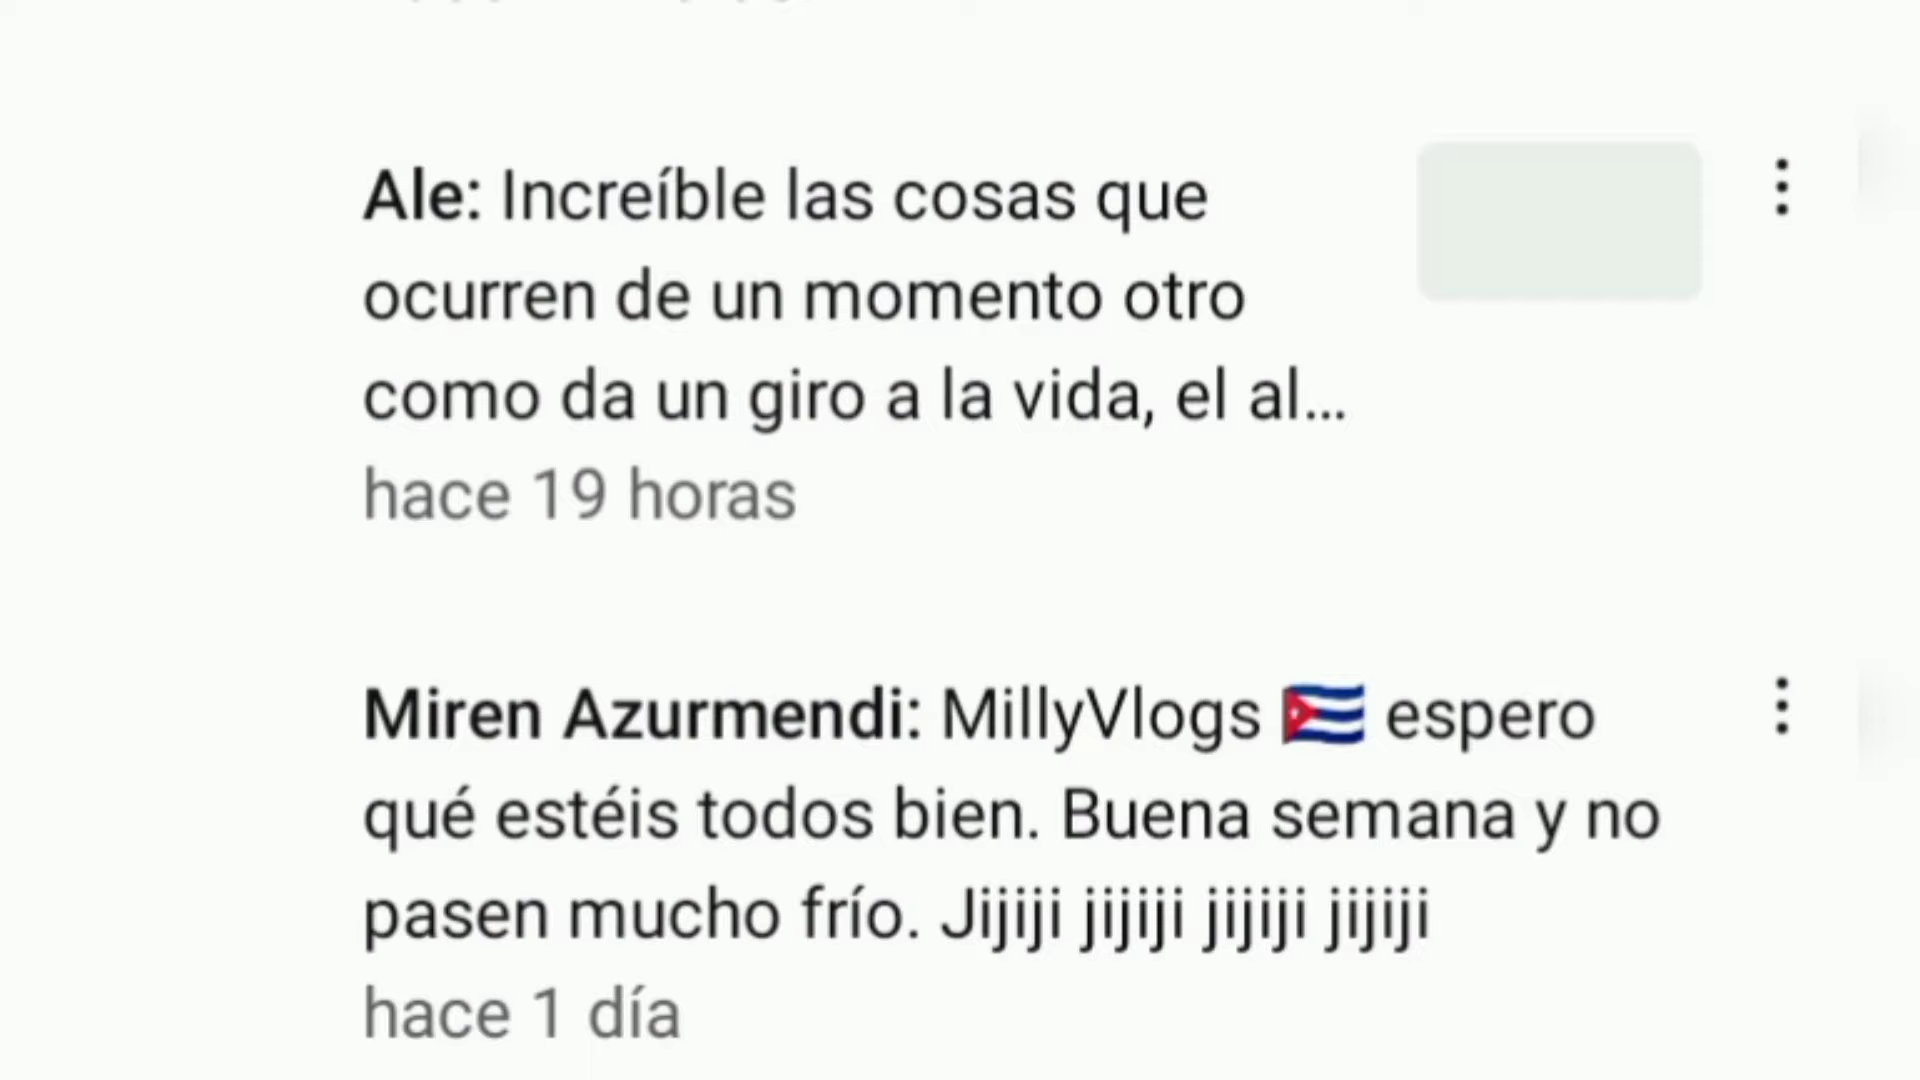 Ale: Increíble las cosas que
ocurren de un momento otro
como da un giro a la vida, el al...
hace 19 horas
Miren Azurmendi: MillyVlogs 🇨🇺 espero
qué estéis todos bien. Buena semana y no
pasen mucho frío. Jijiji jijiji jijiji jijiji
hace 1 día